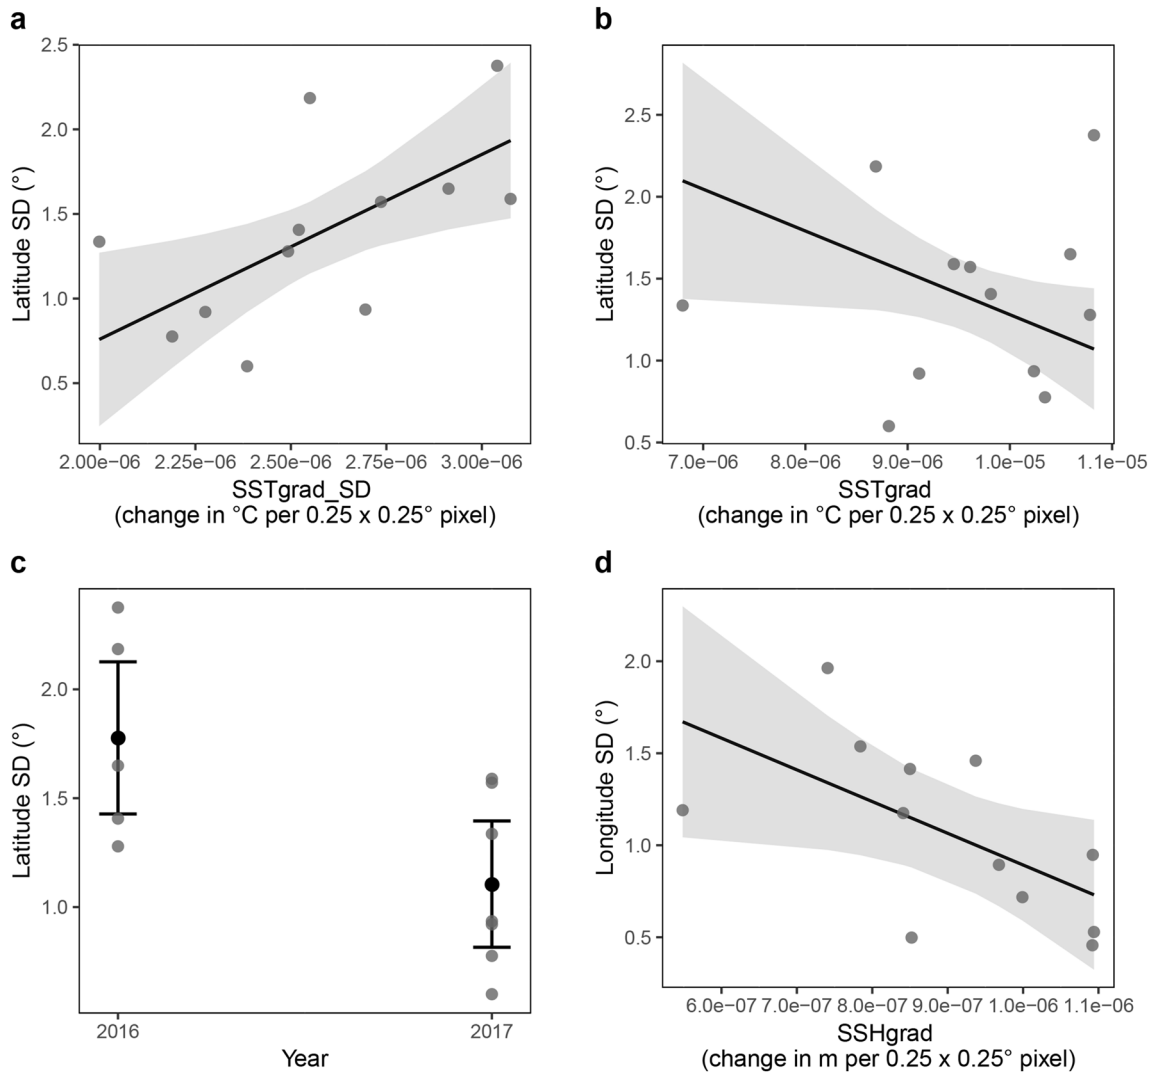 a
2.5
2.0
1.5
1.0
0.5
Latitude SD (°)
2.00e−06 2.25e−06 2.50e−06 2.75e−06 3.00e−06
SSTgrad_SD
(change in °C per 0.25 x 0.25° pixel)
b
2.5
2.0
1.5
1.0
0.5
Latitude SD (°)
7.0e−06 8.0e−06 9.0e−06 1.0e−05 1.1e−05
SSTgrad
(change in °C per 0.25 x 0.25° pixel)
c
2.0
1.5
1.0
Latitude SD (°)
2016 2017
Year
d
2.0
1.5
1.0
0.5
Longitude SD (°)
6.0e−07 7.0e−07 8.0e−07 9.0e−07 1.0e−06 1.1e−06
SSHgrad
(change in m per 0.25 x 0.25° pixel)